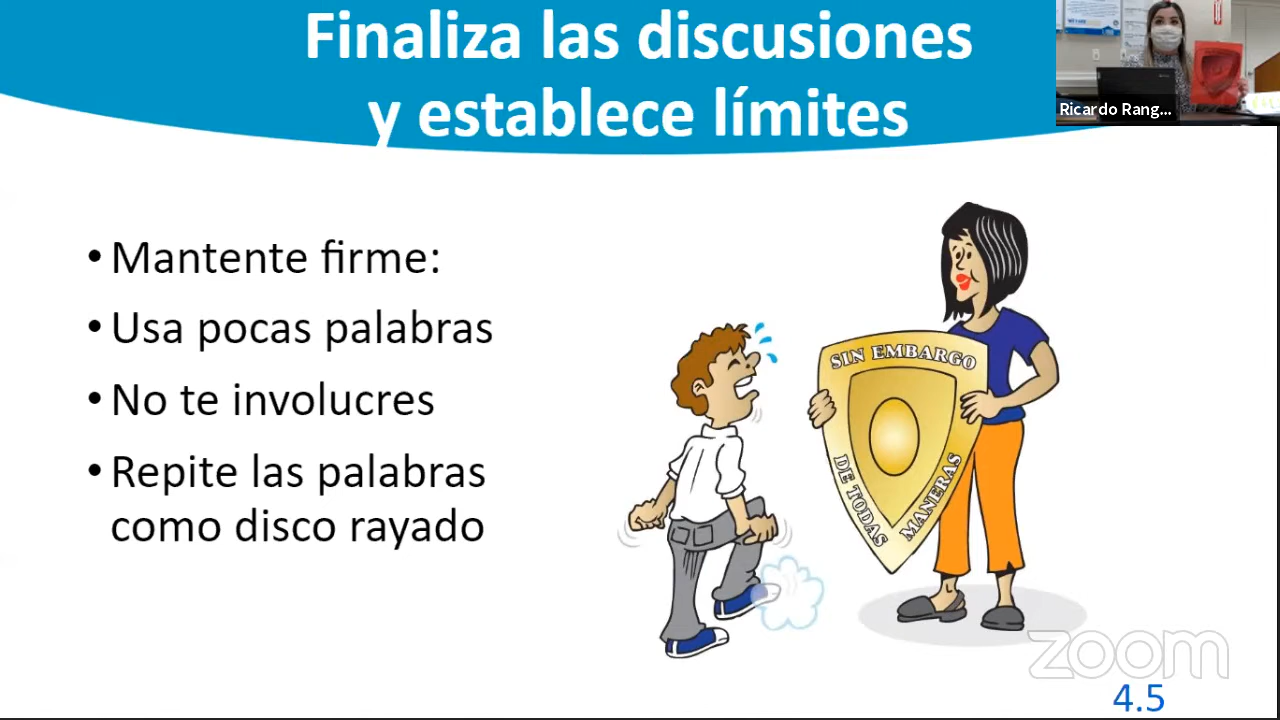 Finaliza las discusiones
y establece límites
Ricardo Rang...
• Mantente firme:
• Usa pocas palabras
• No te involucres
• Repite las palabras
como disco rayado
SIN EMBARGO
DE TODAS
MANERAS
zoom
4.5